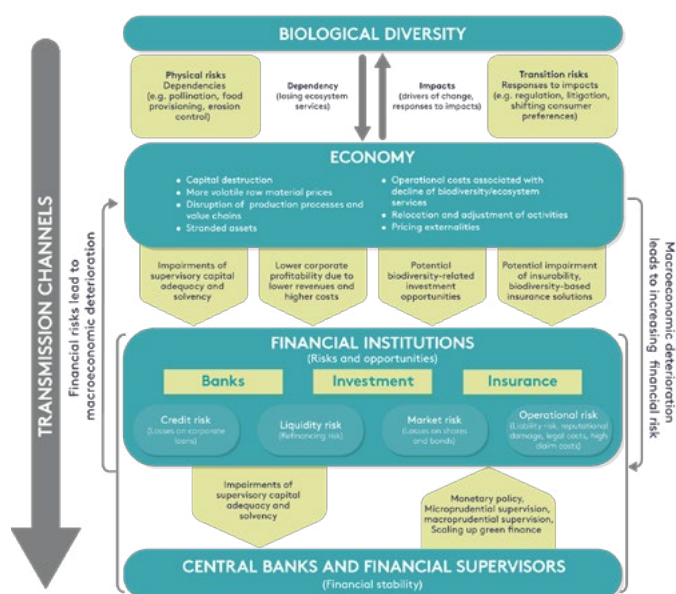 BIOLOGICAL DIVERSITY
Physical risks
Dependencies
(e.g. pollination, food
provisioning, erosion
control)
Dependency
(losing ecosystem
services)
Impacts
(drivers of change,
responses to impacts)
Transition risks
Responses to impacts
(e.g. regulation, litigation,
shifting consumer
preferences)
ECONOMY
• Capital destruction
• More volatile raw material prices
• Disruption of production processes and
value chains
• Stranded assets
• Operational costs associated with
decline of biodiversity/ecosystem
services
• Relocation and adjustment of activities
• Pricing externalities
Impairments of
supervisory capital
adequacy and
solvency
Lower corporate
profitability due to
lower revenues and
higher costs
Potential
biodiversity-related
investment
opportunities
Potential impairment
of insurability,
biodiversity-based
insurance solutions
FINANCIAL INSTITUTIONS
(Risks and opportunities)
Banks
Investment
Insurance
Credit risk
(Losses on corporate
loans)
Liquidity risk
(Refinancing risk)
Market risk
(Losses on shares
and bonds)
Operational risk
(Liability risk, reputational
damage, legal costs, high
claim costs)
Impairments of
supervisory capital
adequacy and
solvency
Monetary policy,
Microprudential supervision,
macroprudential supervision,
Scaling up green finance
CENTRAL BANKS AND FINANCIAL SUPERVISORS
(Financial stability)
TRANSMISSION CHANNELS
Financial risks lead to
macroeconomic deterioration
Macroeconomic deterioration
leads to increasing financial
risk